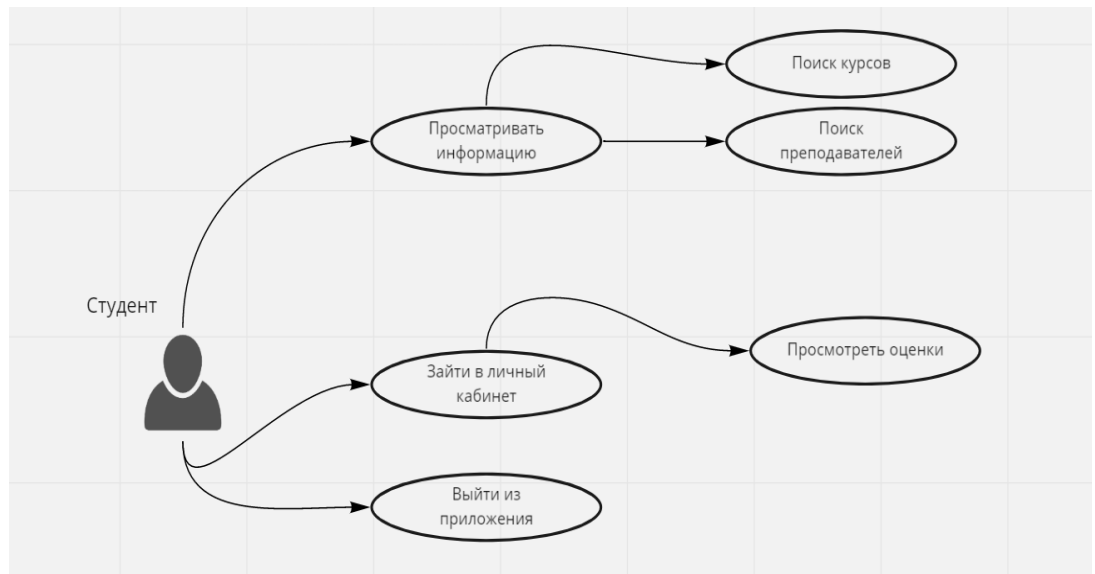 Поиск курсов
Просматривать
информацию
Поиск
преподавателей
Студент
Зайти в личный
кабинет
Просмотреть оценки
Выйти из
приложения